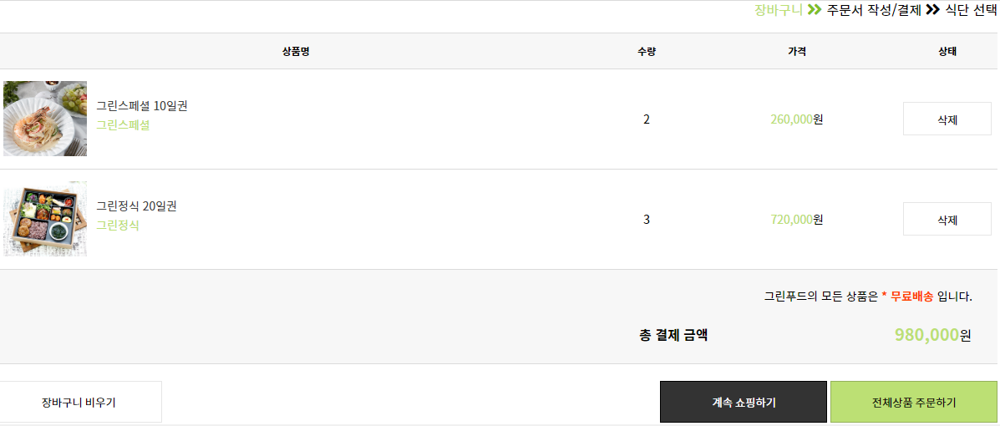 장바구니 >> 주문서 작성/결제 >> 식단 선택
상품명 수량 가격 상태
그린스페셜 10일권
그린스페셜
2 260,000원 삭제
그린정식 20일권
그린정식
3 720,000원 삭제
그린푸드의 모든 상품은 * 무료배송 입니다.
총 결제 금액 980,000원
장바구니 비우기 계속 쇼핑하기 전체상품 주문하기